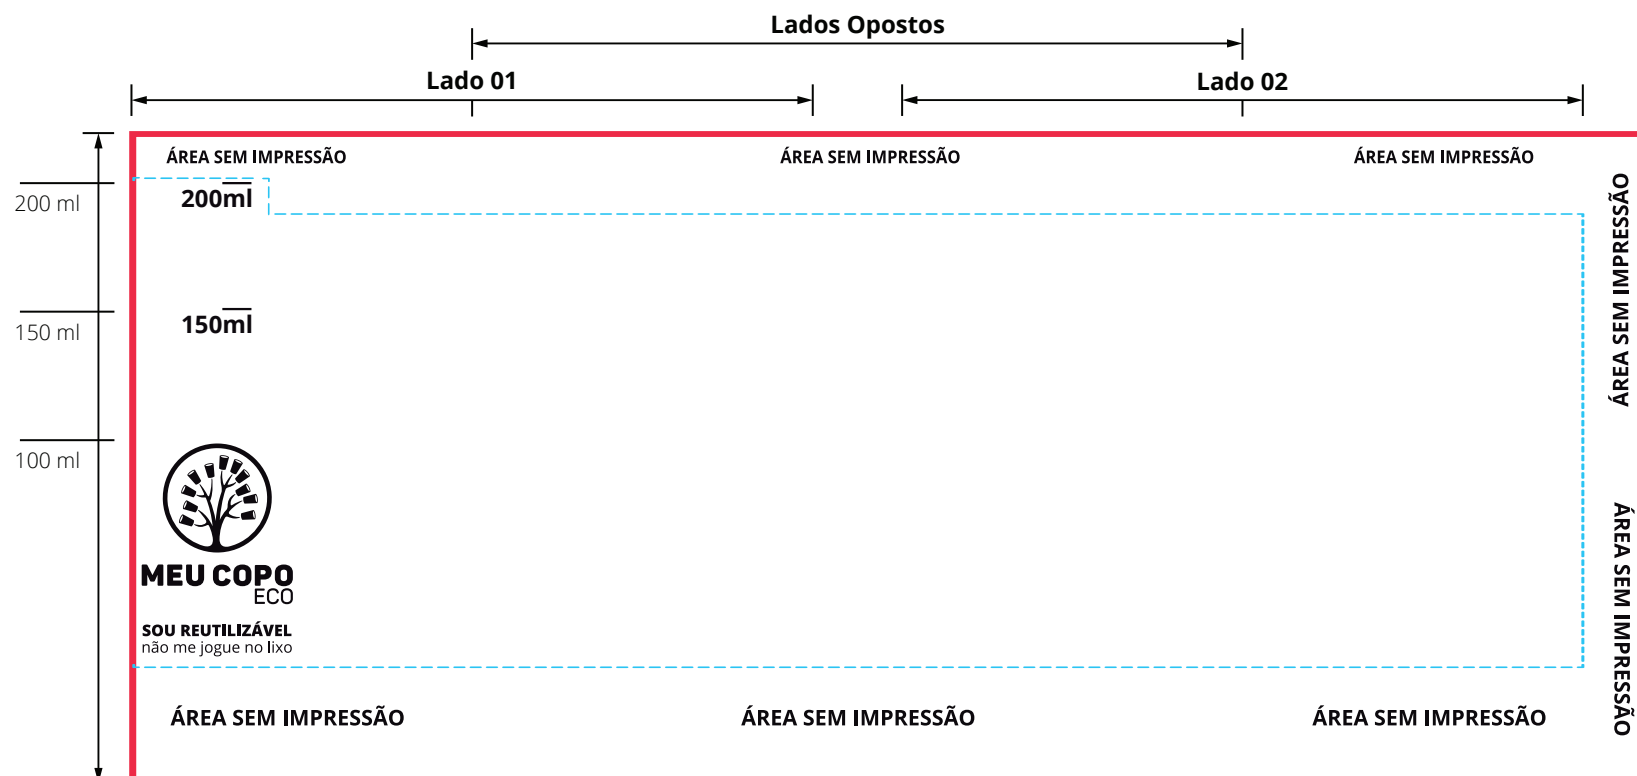 Lados Opostos
Lado 01
Lado 02
ÁREA SEM IMPRESSÃO
ÁREA SEM IMPRESSÃO
ÁREA SEM IMPRESSÃO
200 ml
200ml
150 ml
150ml
100 ml
MEU COPO
ECO
SOU REUTILIZÁVEL
não me jogue no lixo
ÁREA SEM IMPRESSÃO
ÁREA SEM IMPRESSÃO
ÁREA SEM IMPRESSÃO
ÁREA SEM IMPRESSÃO
ÁREA SEM IMPRESSÃO